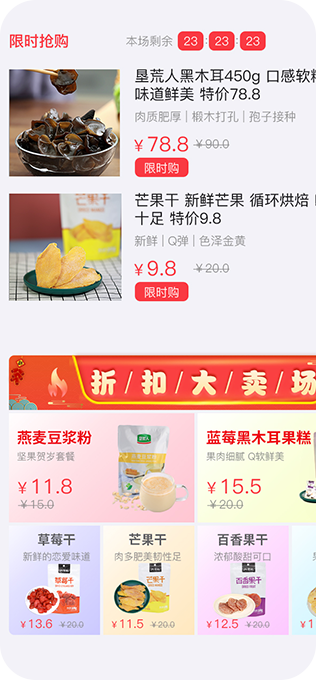 限时抢购 本场剩余 23:23:23
垦荒人黑木耳450g 口感软糯
味道鲜美 特价78.8
肉质肥厚 | 椴木打孔 | 孢子接种
¥78.8 ¥90.0
限时购
芒果干
芒果干 新鲜芒果 循环烘焙
十足 特价9.8
新鲜 | Q弹 | 色泽金黄
¥9.8 ¥20.0
限时购
折/扣/大/卖/场
燕麦豆浆粉
坚果贺岁套餐
¥11.8
¥15.0
蓝莓黑木耳果糕
果肉细腻 Q软鲜美
¥15.5
¥20.0
草莓干
新鲜的恋爱味道
草莓干
¥13.6 ¥20.0
芒果干
肉多肥美韧性足
芒果干
¥11.5 ¥20.0
百香果干
浓郁酸甜可口
百香果干
¥12.5 ¥20.0